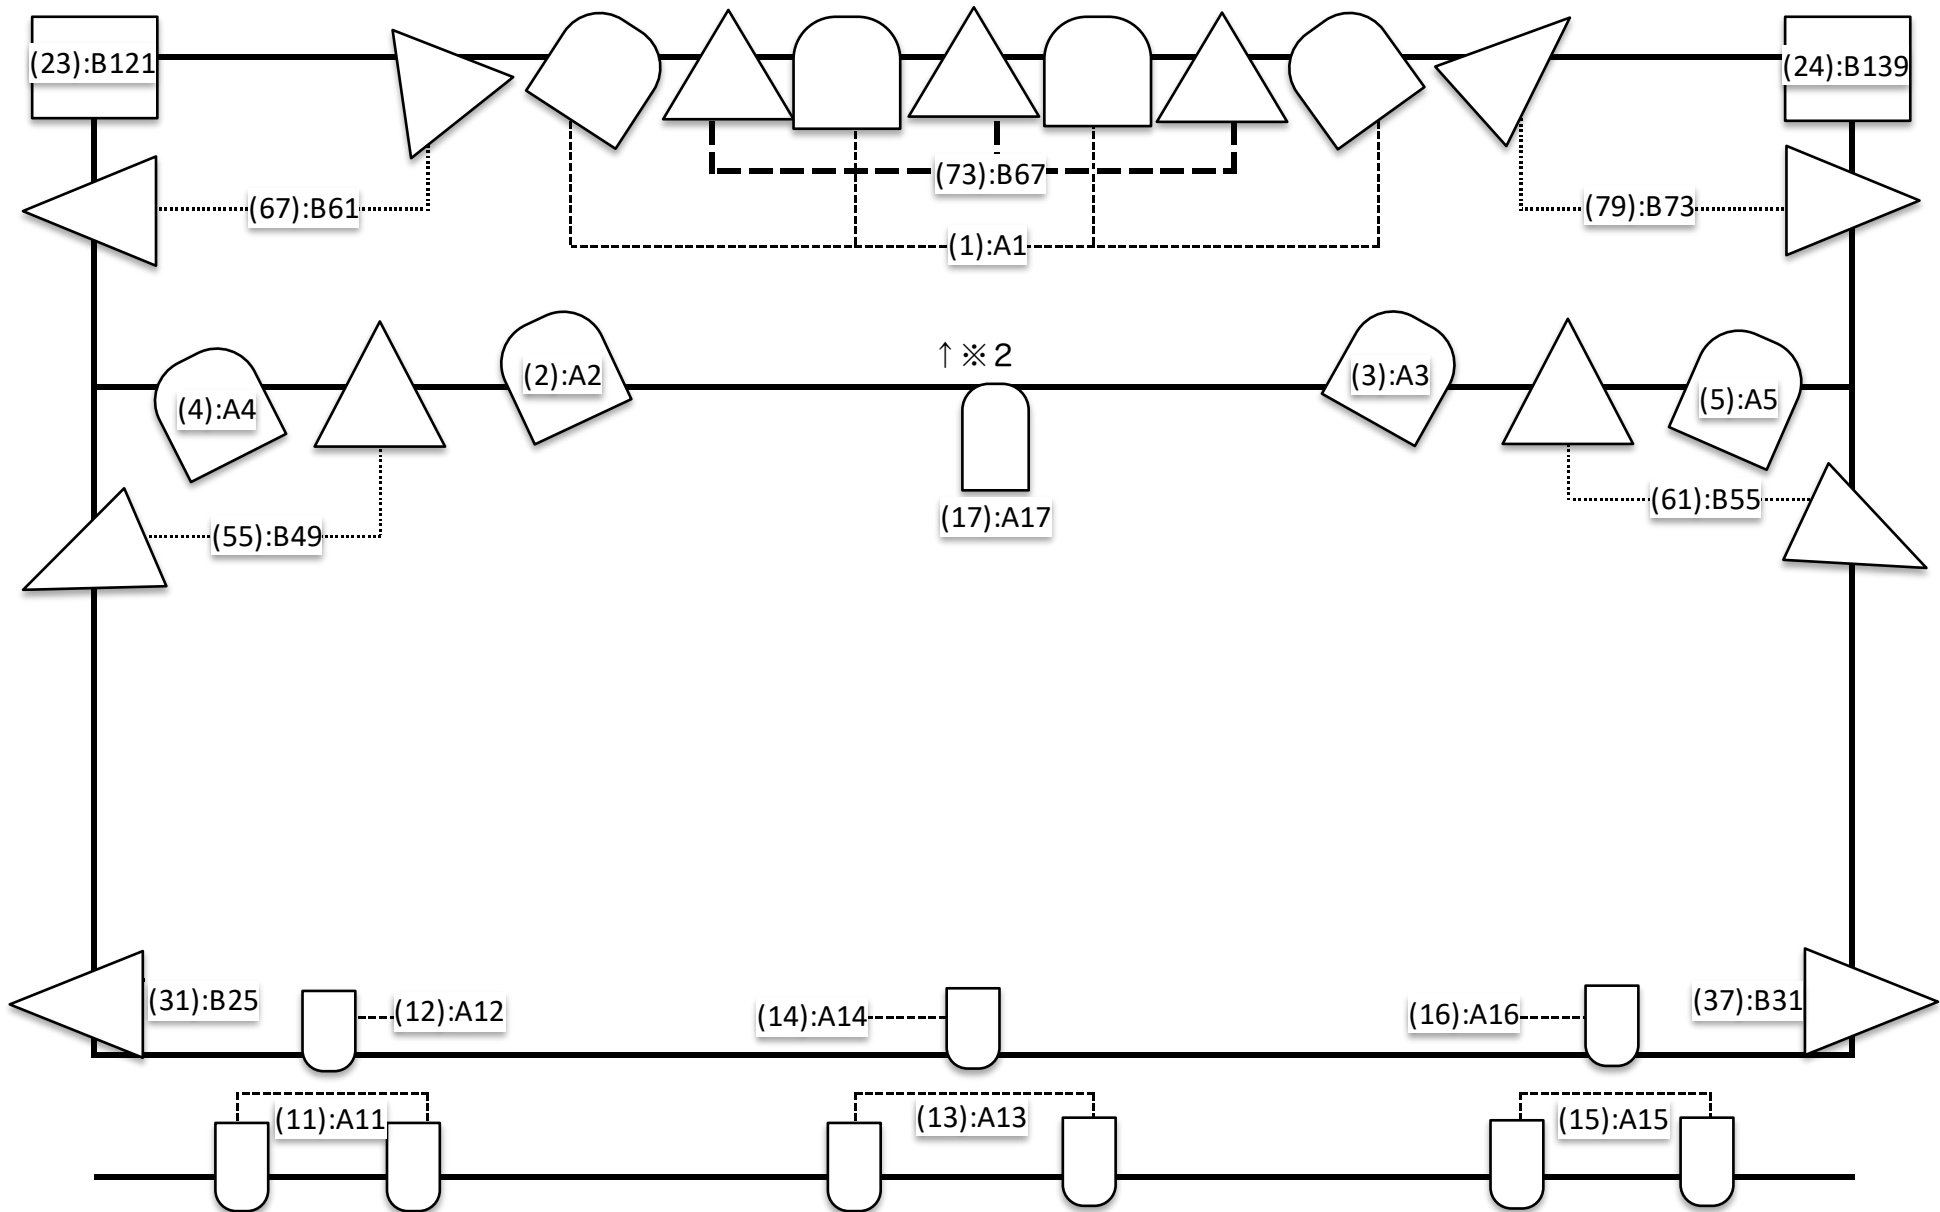 (23):B121
(24):B139
(73):B67
(67):B61
(79):B73
(1):A1
↑※2
(2):A2
(3):A3
(4):A4
(5):A5
(61):B55
(17):A17
(55):B49
(31):B25
(12):A12
(14):A14
(16):A16
(37):B31
(11):A11
(13):A13
(15):A15